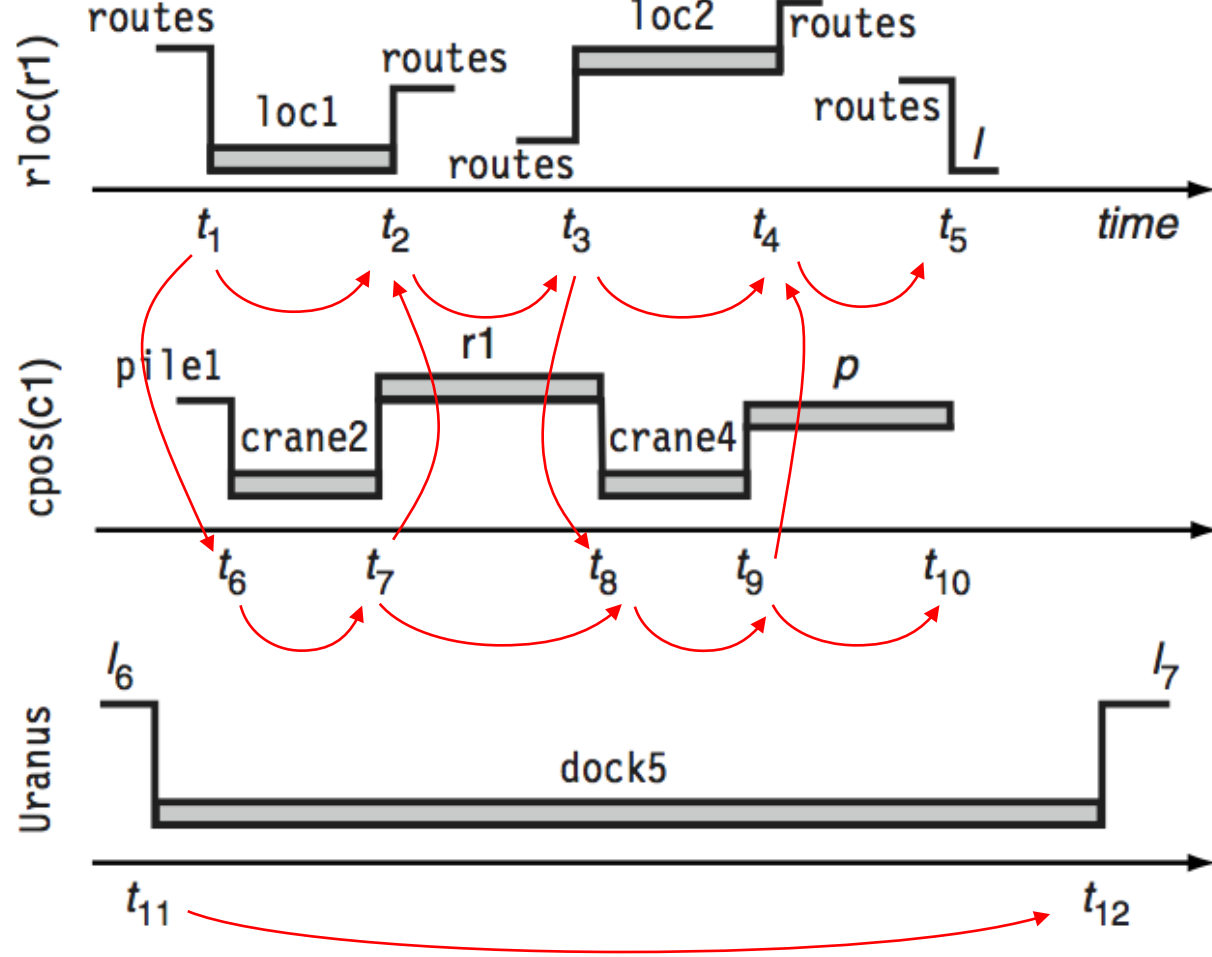 rloc(r1)
routes
loc1
routes
routes
loc2
routes
routes
l
t1 t2 t3 t4 t5 time
cpos(c1)
pile1
crane2
r1
crane4
p
t6 t7 t8 t9 t10
Uranus
l6
dock5
l7
t11 t12